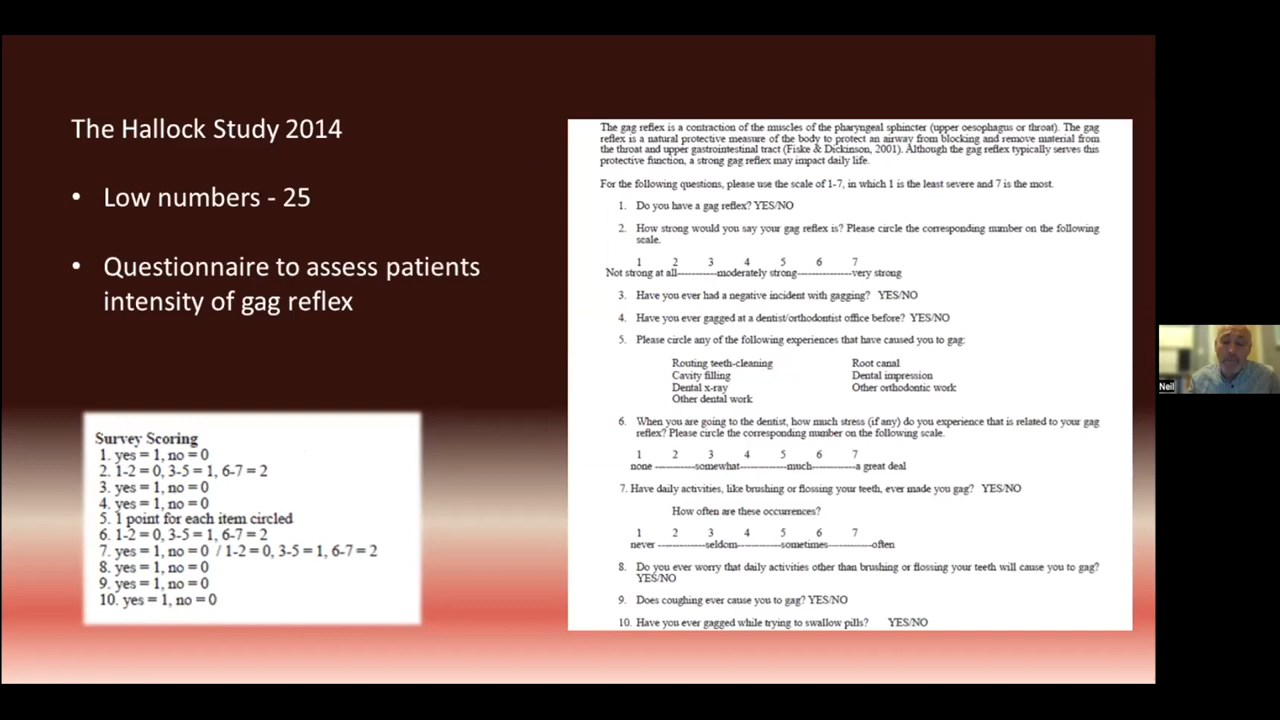 The Hallock Study 2014
• Low numbers - 25
• Questionnaire to assess patients
intensity of gag reflex
Survey Scoring
1. yes = 1, no = 0
2. 1-2 = 0, 3-5 = 1, 6-7 = 2
3. yes = 1, no = 0
4. yes = 1, no = 0
5. 1 point for each item circled
6. 1-2 = 0, 3-5 = 1, 6-7 = 2
7. yes = 1, no = 0 / 1-2 = 0, 3-5 = 1, 6-7 = 2
8. yes = 1, no = 0
9. yes = 1, no = 0
10. yes = 1, no = 0
The gag reflex is a contraction of the muscles of the pharyngeal sphincter (upper oesophagus or throat). The gag
reflex is a natural protective measure of the body to protect an airway from blocking and remove material from
the throat and upper gastrointestinal tract (Fiske & Dickinson, 2001). Although the gag reflex typically serves this
protective function, a strong gag reflex may impact daily life.
For the following questions, please use the scale of 1-7, in which 1 is the least severe and 7 is the most.
1. Do you have a gag reflex? YES/NO
2. How strong would you say your gag reflex is? Please circle the corresponding number on the following
scale.
1 2 3 4 5 6 7
Not strong at all-----------moderately strong---------------very strong
3. Have you ever had a negative incident with gagging? YES/NO
4. Have you ever gagged at a dentist/orthodontist office before? YES/NO
5. Please circle any of the following experiences that have caused you to gag:
Routing teeth-cleaning Root canal
Cavity filling Dental impression
Dental x-ray Other orthodontic work
Other dental work
6. When you are going to the dentist, how much stress (if any) do you experience that is related to your gag
reflex? Please circle the corresponding number on the following scale.
1 2 3 4 5 6 7
none -----------somewhat-------------much------------a great deal
7. Have daily activities, like brushing or flossing your teeth, ever made you gag? YES/NO
How often are these occurrences?
1 2 3 4 5 6 7
never -------------seldom------------sometimes------------often
8. Do you ever worry that daily activities other than brushing or flossing your teeth will cause you to gag?
YES/NO
9. Does coughing ever cause you to gag? YES/NO
10. Have you ever gagged while trying to swallow pills? YES/NO
Neil